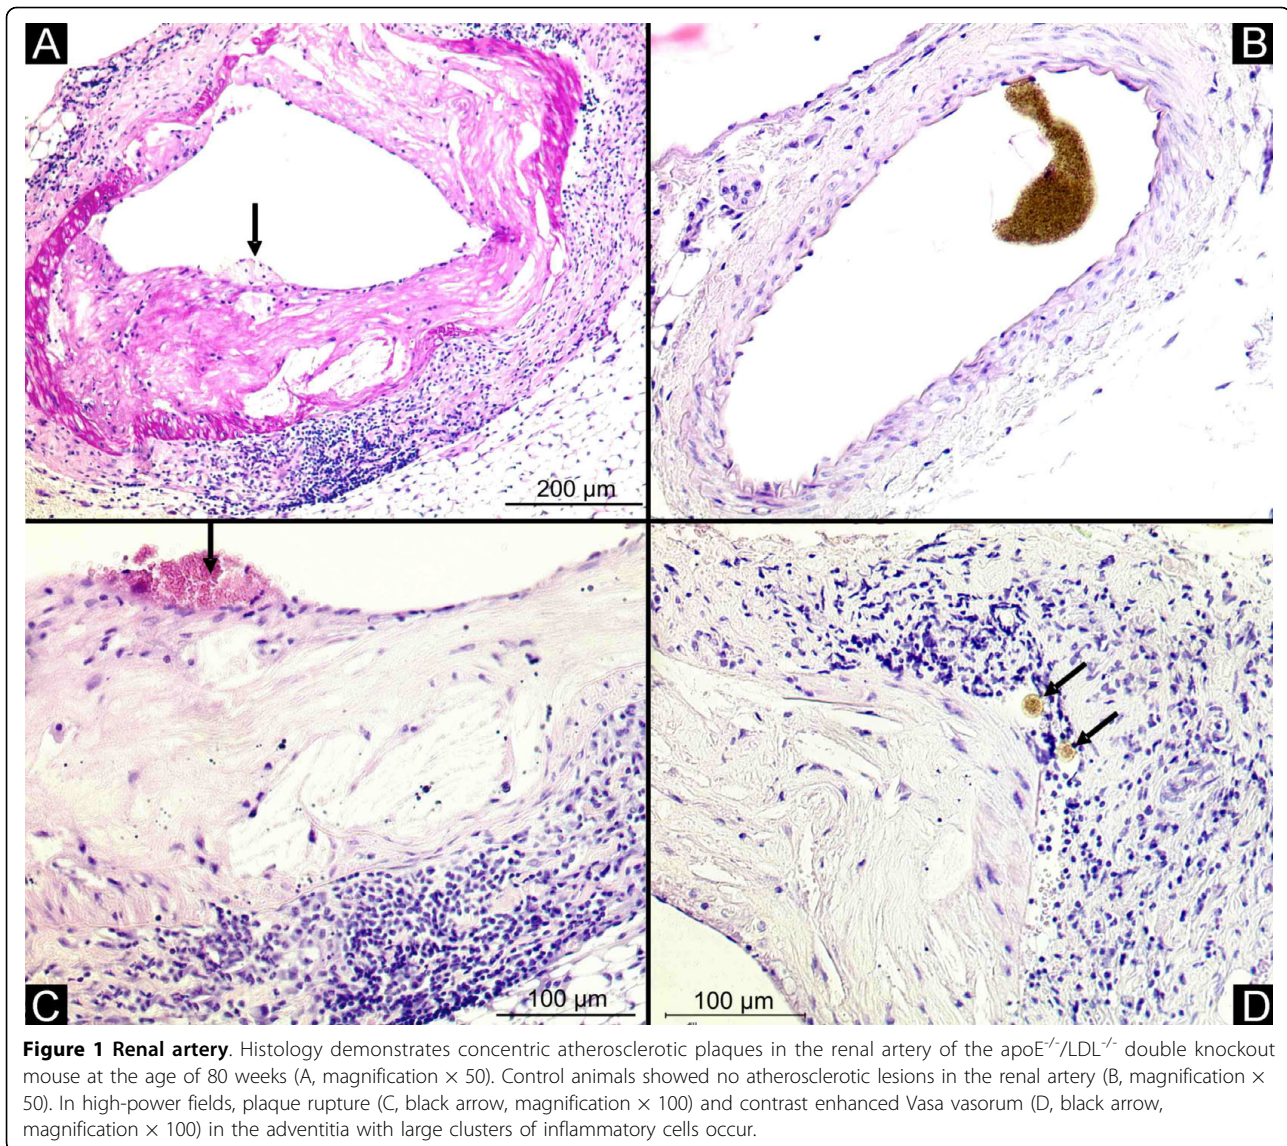 A
B
200 µm
C
100 µm
100 µm
D
Figure 1 Renal artery. Histology demonstrates concentric atherosclerotic plaques in the renal artery of the apoE-/-/LDL-/- double knockout
mouse at the age of 80 weeks (A, magnification × 50). Control animals showed no atherosclerotic lesions in the renal artery (B, magnification ×
50). In high-power fields, plaque rupture (C, black arrow, magnification × 100) and contrast enhanced Vasa vasorum (D, black arrow,
magnification × 100) in the adventitia with large clusters of inflammatory cells occur.